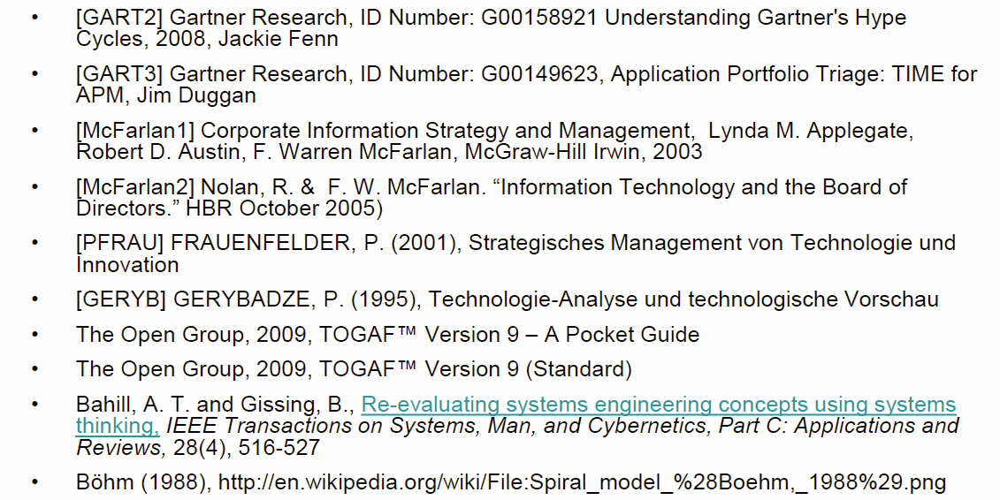 • [GART2] Gartner Research, ID Number: G00158921 Understanding Gartner's Hype
Cycles, 2008, Jackie Fenn
• [GART3] Gartner Research, ID Number: G00149623, Application Portfolio Triage: TIME for
APM, Jim Duggan
• [McFarlan1] Corporate Information Strategy and Management,  Lynda M. Applegate,
Robert D. Austin, F. Warren McFarlan, McGraw-Hill Irwin, 2003
• [McFarlan2] Nolan, R. &  F. W. McFarlan. “Information Technology and the Board of
Directors.” HBR October 2005)
• [PFRAU] FRAUENFELDER, P. (2001), Strategisches Management von Technologie und
Innovation
• [GERYB] GERYBADZE, P. (1995), Technologie-Analyse und technologische Vorschau
• The Open Group, 2009, TOGAF™ Version 9 – A Pocket Guide
• The Open Group, 2009, TOGAF™ Version 9 (Standard)
• Bahill, A. T. and Gissing, B., Re-evaluating systems engineering concepts using systems
thinking, IEEE Transactions on Systems, Man, and Cybernetics, Part C: Applications and
Reviews, 28(4), 516-527
• Böhm (1988), http://en.wikipedia.org/wiki/File:Spiral_model_%28Boehm,_1988%29.png